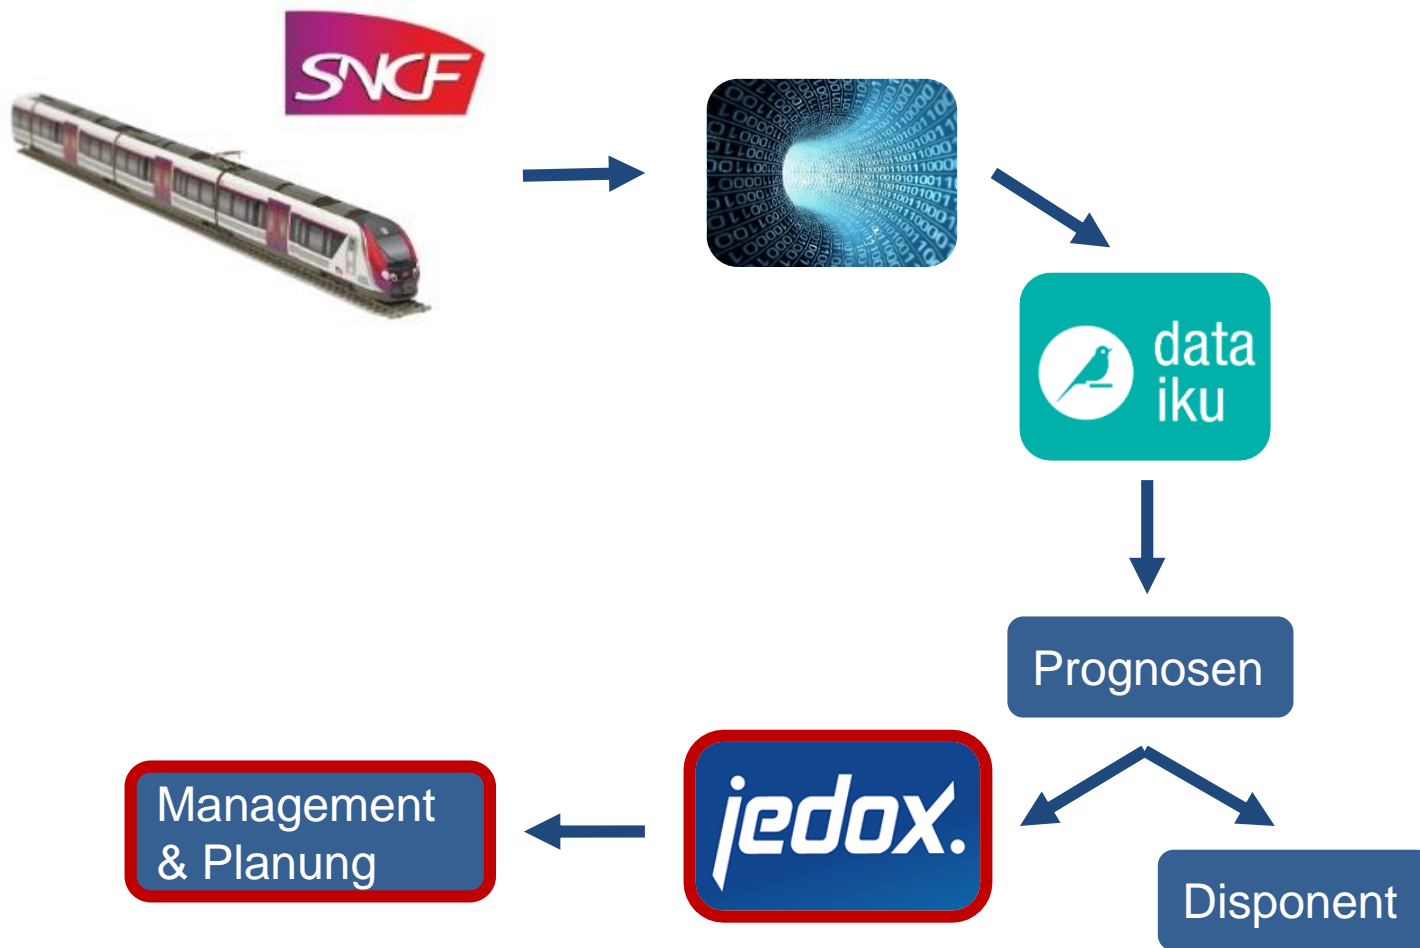 SNCF
data
iku
Prognosen
jedox.
Management
& Planung
Disponent